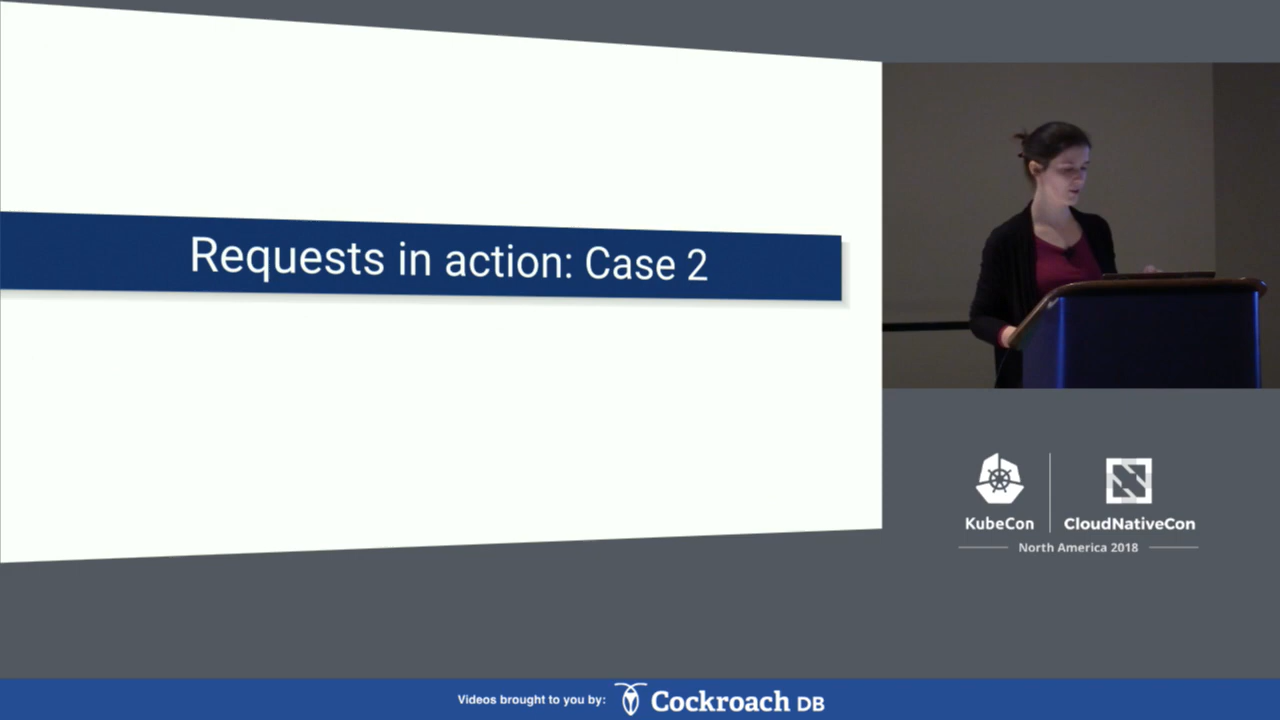 Requests in action: Case 2
KubeCon
CloudNativeCon
North America 2018
Videos brought to you by:
Cockroach DB